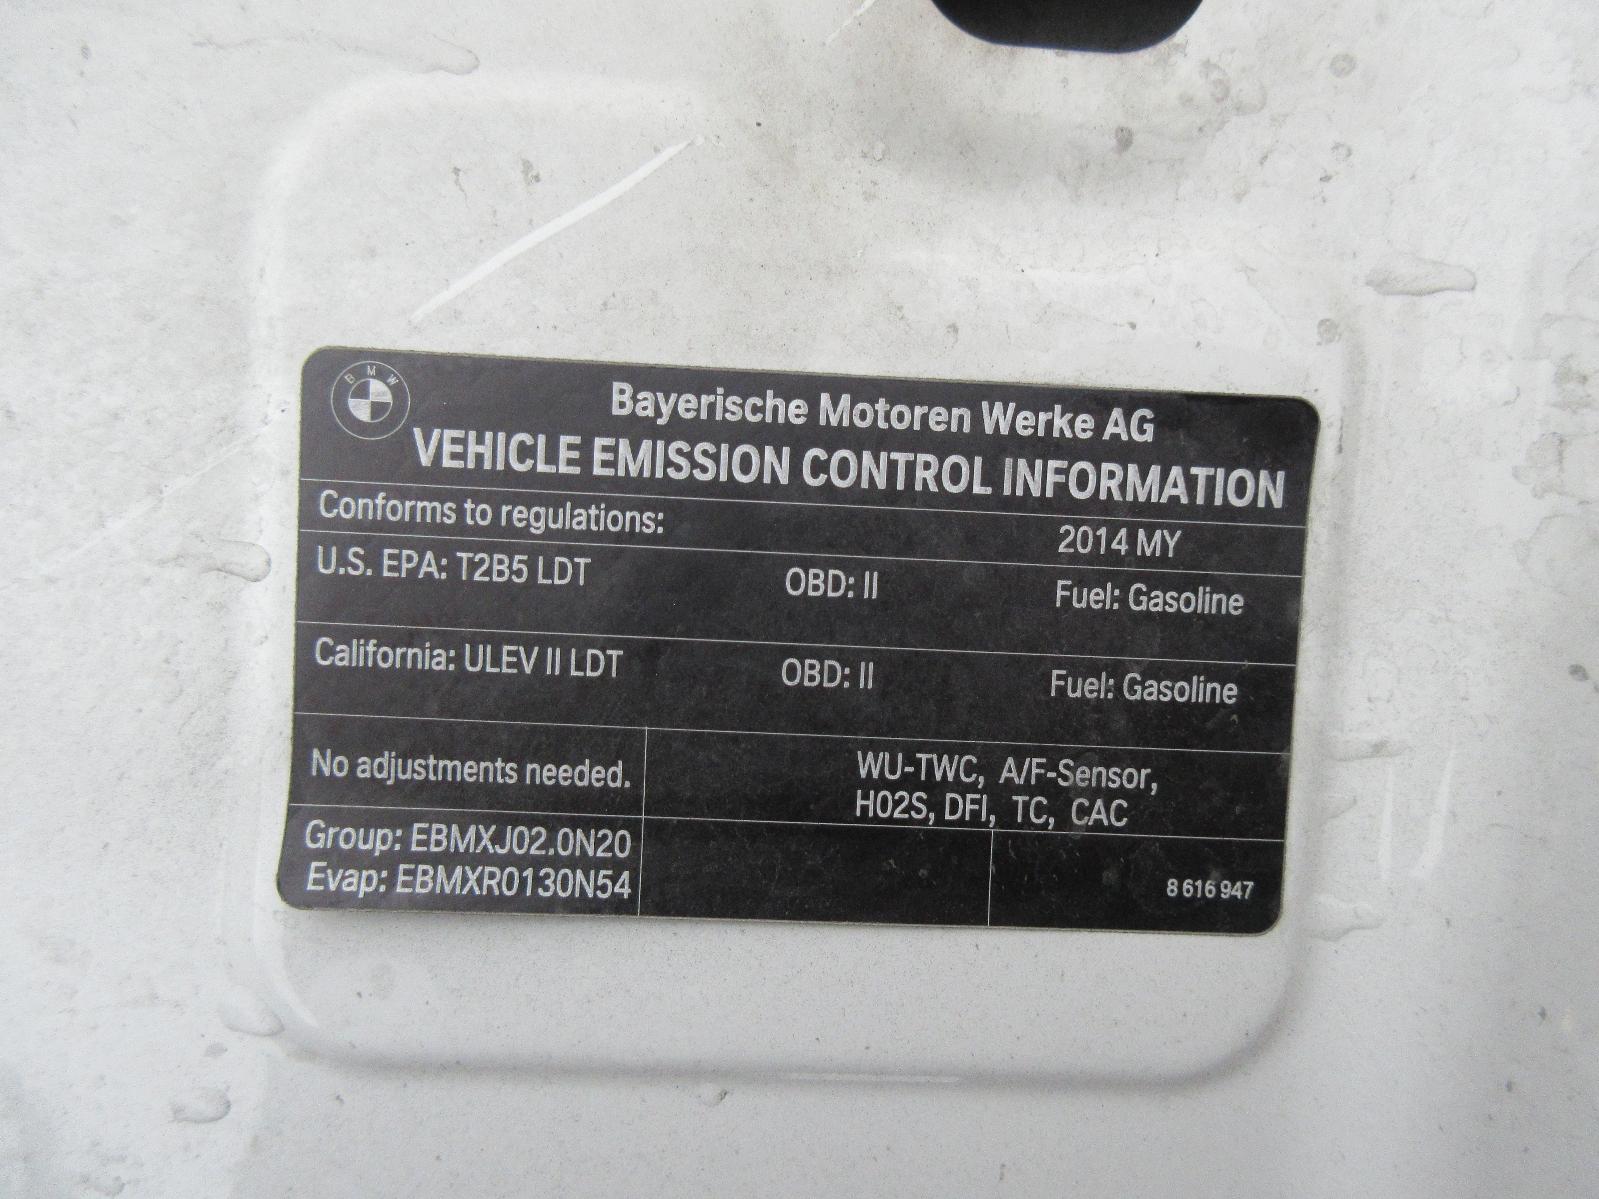 BMW
Bayerische Motoren Werke AG
VEHICLE EMISSION CONTROL INFORMATION
Conforms to regulations: 2014 MY
U.S. EPA: T2B5 LDT OBD: II Fuel: Gasoline
California: ULEV II LDT OBD: II Fuel: Gasoline
No adjustments needed.
WU-TWC, A/F-Sensor,
H02S, DFI, TC, CAC
Group: EBMXJ02.0N20
Evap: EBMXR0130N54
8 616 947